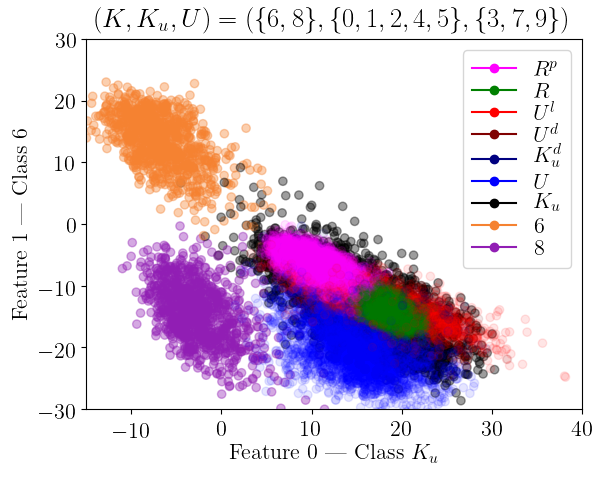 (K, K_u, U) = ({6, 8}, {0, 1, 2, 4, 5}, {3, 7, 9})
30
20
10
0
−10
−20
−30
Feature 1 — Class 6
R^p
R
U^l
U^d
K_u^d
U
K_u
6
8
−10
0
10
20
30
40
Feature 0 — Class K_u